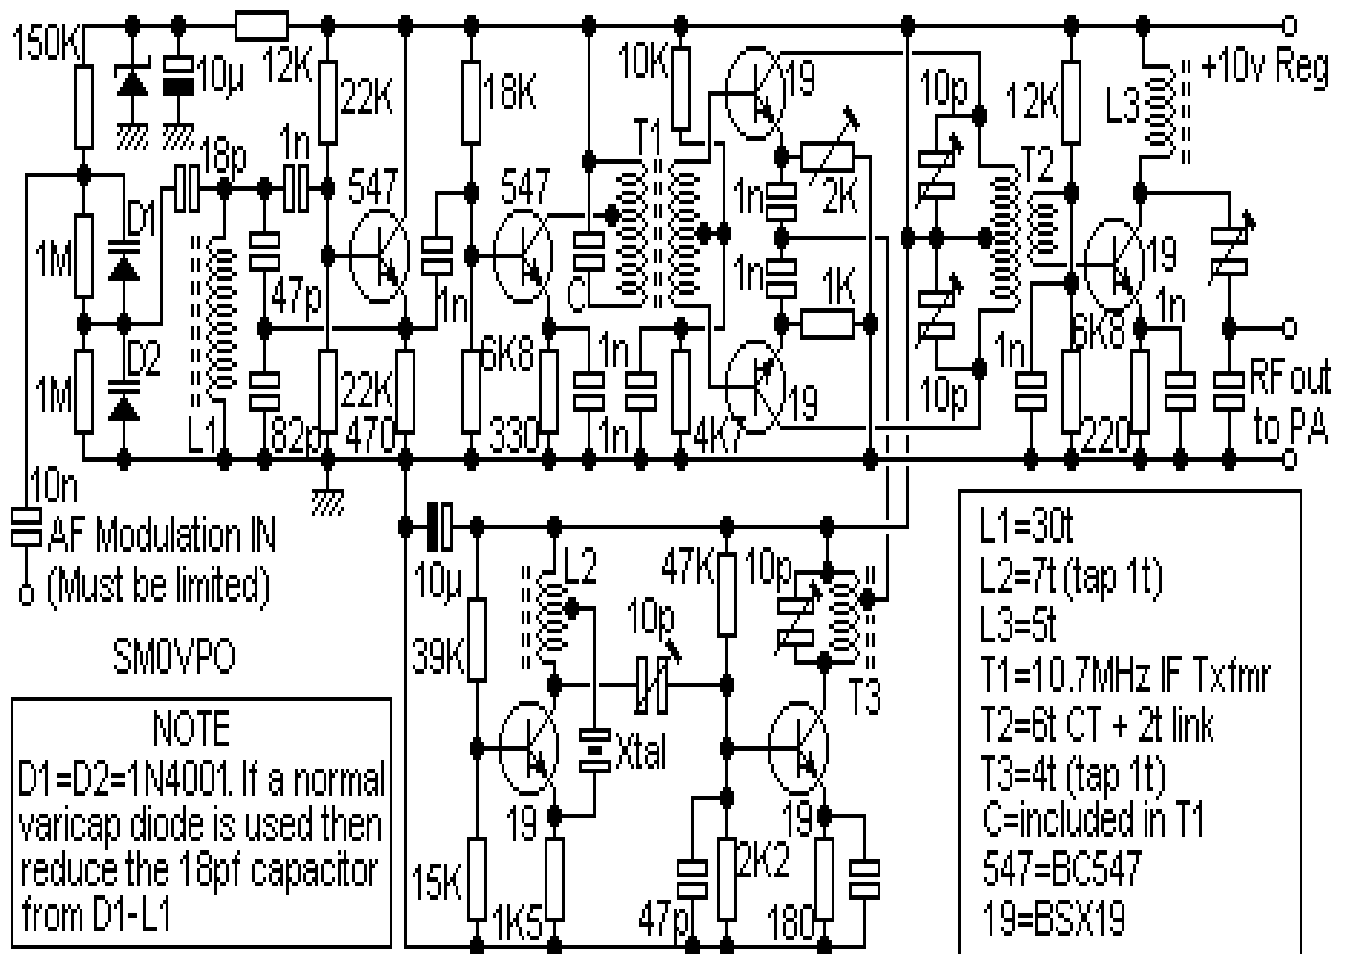 150K
10µ
12K
22K
18K
10K
19
10p
12K
L3
+10v Reg
18p
1n
547
547
T1
1n
2K
T2
D1
1M
47p
1n
C
1n
1K
19
1n
D2
1M
L1
82p
22K
470
6K8
330
1n
1n
4K7
19
10p
1n
6K8
220
RF out
to PA
10n
AF Modulation IN
(Must be limited)
SM0VPO
10µ
39K
L2
10p
47K
10p
T3
Xtal
19
19
15K
1K5
47p
2K2
180
NOTE
D1=D2=1N4001. If a normal
varicap diode is used then
reduce the 18pf capacitor
from D1-L1
L1=30t
L2=7t (tap 1t)
L3=5t
T1=10.7MHz IF Txfmr
T2=6t CT + 2t link
T3=4t (tap 1t)
C=included in T1
547=BC547
19=BSX19